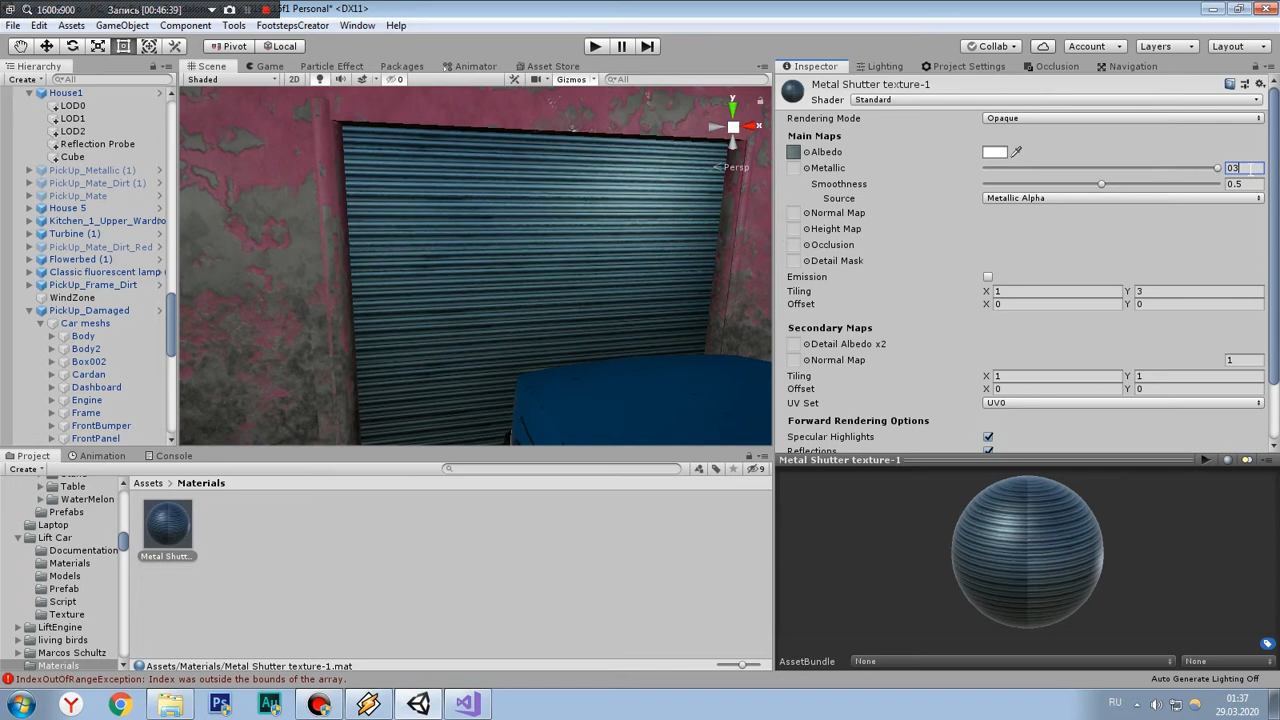 1600x900 Запись [00:46:39] 5f1 Personal* <DX11>
File Edit Assets GameObject Component Tools FootstepsCreator Window Help
Pivot Local Collab Account Layers Layout
Hierarchy Scene Game Particle Effect Packages Animator Asset Store Inspector Lighting Project Settings Occlusion Navigation
Create All Shaded 2D 0 Gizmos All
Metal Shutter texture-1
Shader Standard
House1
LOD0
LOD1
LOD2
Reflection Probe
Cube
PickUp_Metallic (1)
PickUp_Mate_Dirt (1)
PickUp_Mate
House 5
Kitchen_1_Upper_Wardro
Turbine (1)
PickUp_Mate_Dirt_Red
Flowerbed (1)
Classic fluorescent lamp
PickUp_Frame_Dirt
WindZone
PickUp_Damaged
Car meshs
Body
Body2
Box002
Cardan
Dashboard
Engine
Frame
FrontBumper
FrontPanel
y
x
Persp
Rendering Mode Opaque
Main Maps
Albedo
Metallic 03
Smoothness 0.5
Source Metallic Alpha
Normal Map
Height Map
Occlusion
Detail Mask
Emission
Tiling X 1 Y 3
Offset X 0 Y 0
Secondary Maps
Detail Albedo x2
Normal Map 1
Tiling X 1 Y 1
Offset X 0 Y 0
UV Set UV0
Forward Rendering Options
Specular Highlights
Reflections
Project Animation Console
Create 9
Table
WaterMelon
Prefabs
Laptop
Lift Car
Documentation
Materials
Models
Prefab
Script
Texture
LiftEngine
living birds
Marcos Schultz
Materials
Assets Materials
Metal Shutt...
Assets/Materials/Metal Shutter texture-1.mat
Metal Shutter texture-1
AssetBundle None None
IndexOutOfRangeException: Index was outside the bounds of the array. Auto Generate Lighting Off
RU 01:37
29.03.2020